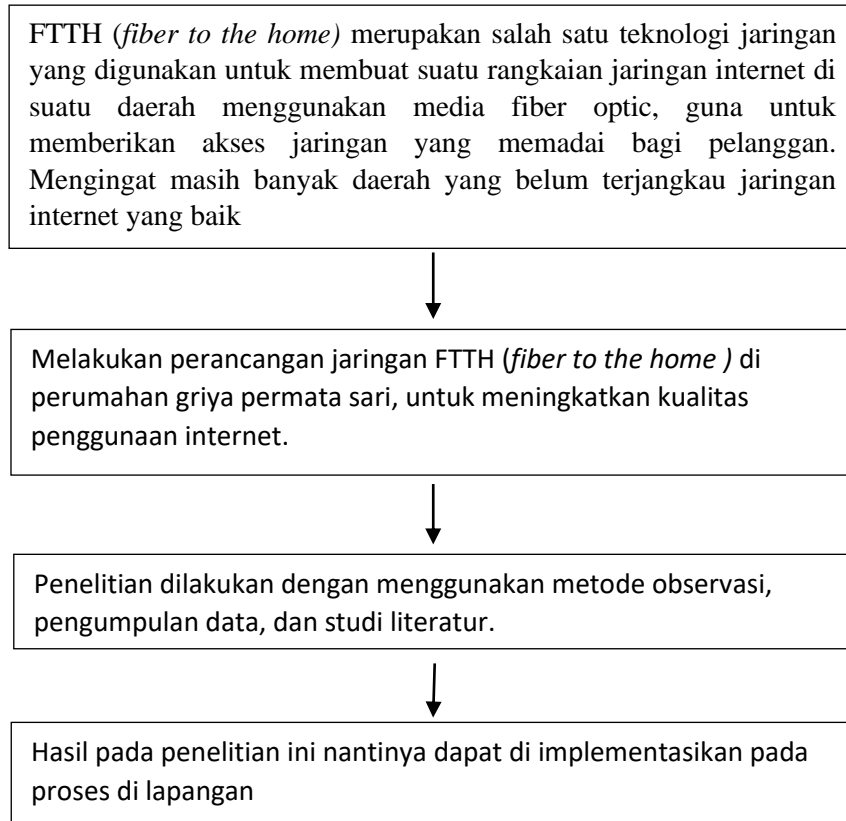 FTTH (fiber to the home) merupakan salah satu teknologi jaringan
yang digunakan untuk membuat suatu rangkaian jaringan internet di
suatu daerah menggunakan media fiber optic, guna untuk
memberikan akses jaringan yang memadai bagi pelanggan.
Mengingat masih banyak daerah yang belum terjangkau jaringan
internet yang baik
Melakukan perancangan jaringan FTTH (fiber to the home ) di
perumahan griya permata sari, untuk meningkatkan kualitas
penggunaan internet.
Penelitian dilakukan dengan menggunakan metode observasi,
pengumpulan data, dan studi literatur.
Hasil pada penelitian ini nantinya dapat di implementasikan pada
proses di lapangan